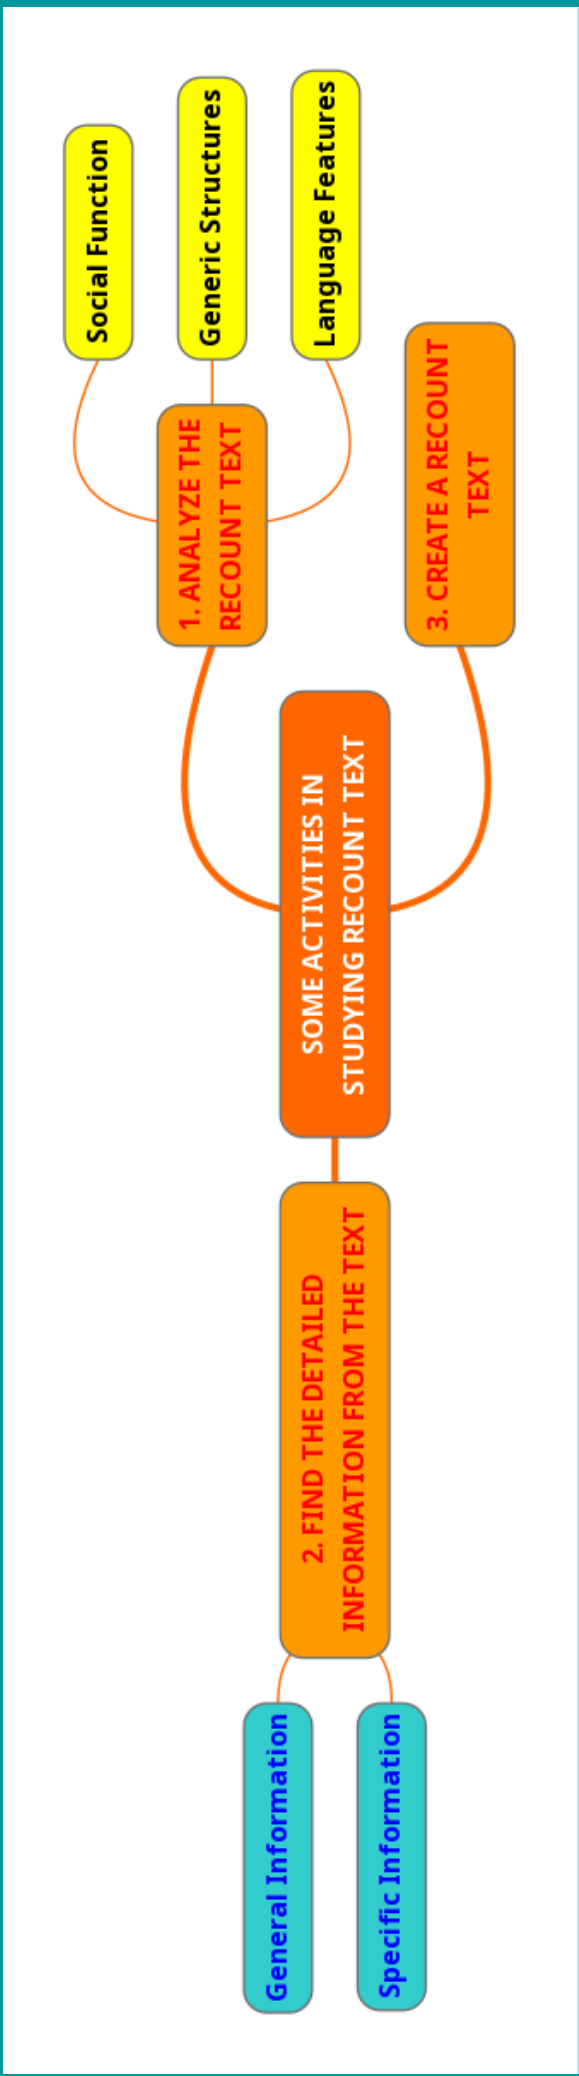 SOME ACTIVITIES IN
STUDYING RECOUNT TEXT
1. ANALYZE THE
RECOUNT TEXT
Social Function
Generic Structures
Language Features
2. FIND THE DETAILED
INFORMATION FROM THE TEXT
General Information
Specific Information
3. CREATE A RECOUNT
TEXT